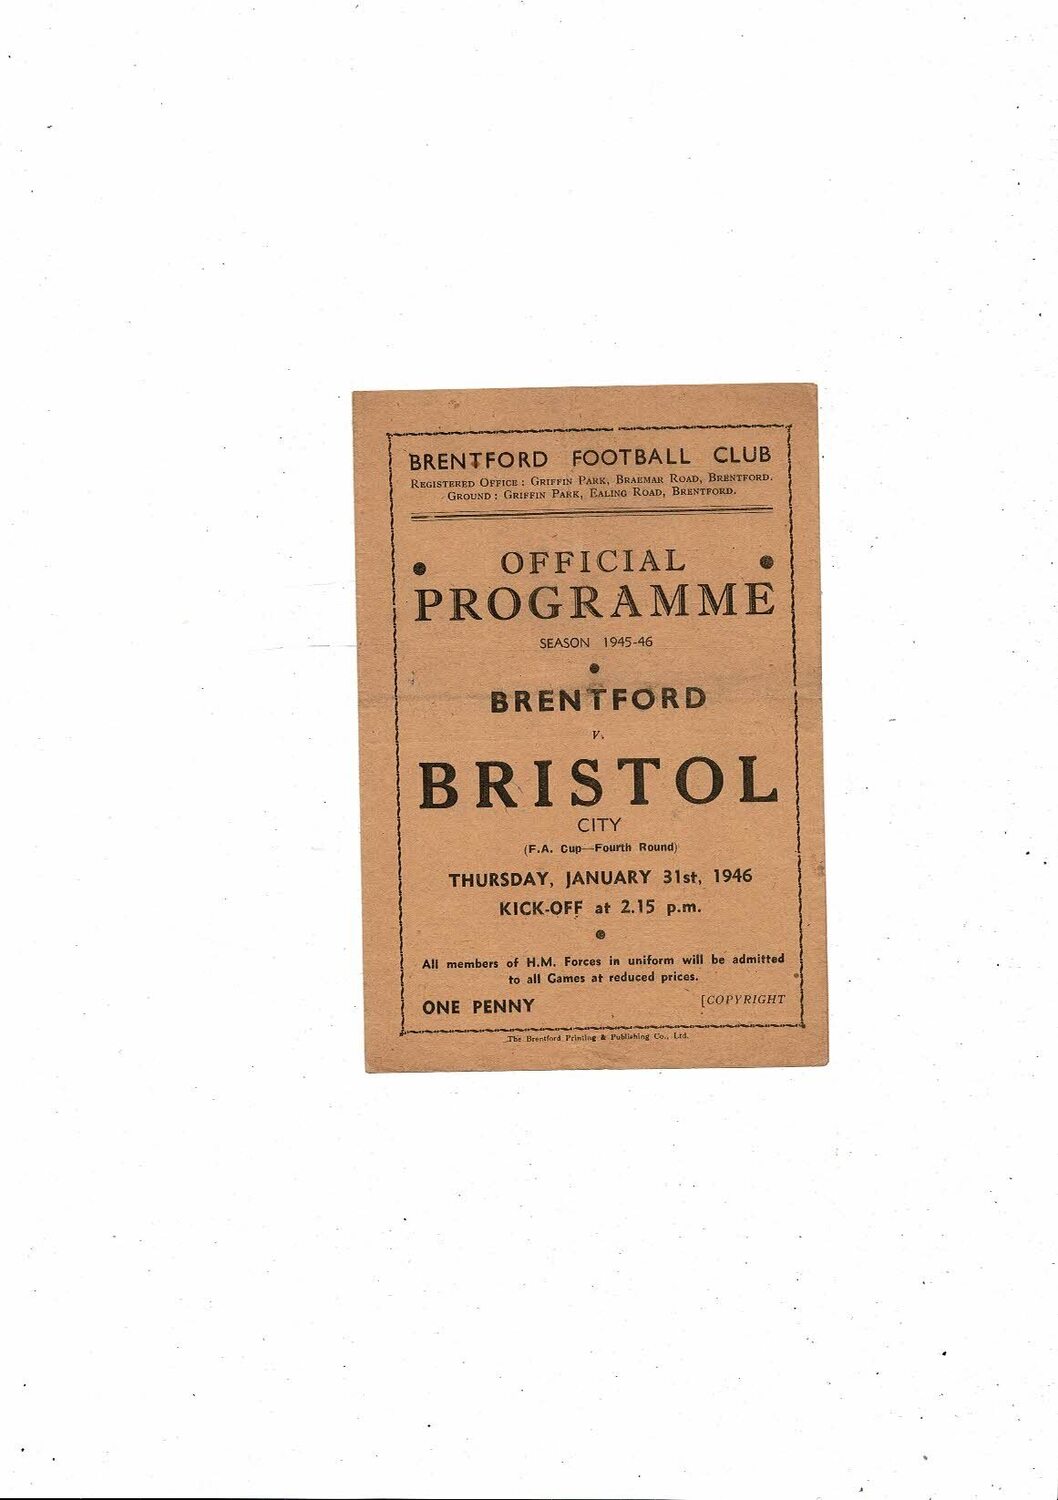 BRENTFORD FOOTBALL CLUB
REGISTERED OFFICE : GRIFFIN PARK, BRAEMAR ROAD, BRENTFORD.
GROUND : GRIFFIN PARK, EALING ROAD, BRENTFORD.
OFFICIAL
PROGRAMME
SEASON 1945-46
BRENTFORD
v.
BRISTOL
CITY
(F.A. Cup—Fourth Round)
THURSDAY, JANUARY 31st, 1946
KICK-OFF at 2.15 p.m.
All members of H.M. Forces in uniform will be admitted
to all Games at reduced prices.
ONE PENNY [COPYRIGHT
The Brentford Printing & Publishing Co., Ltd.